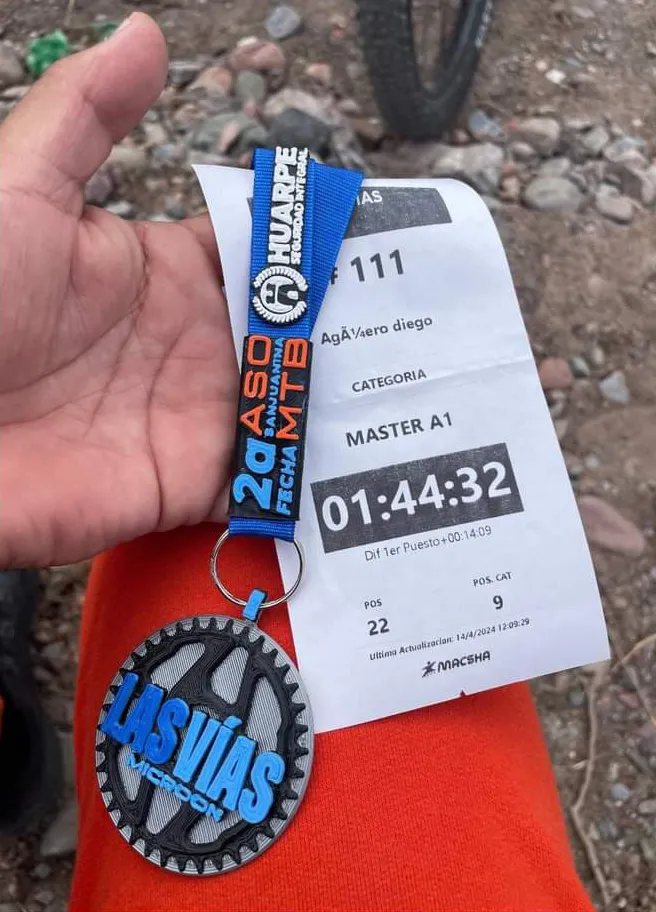 HUARPE
SEGURIDAD INTEGRAL
2a
FECHA
ASO
SANJUANINA
MTB
LAS VÍAS
MICROON
111
AgÃ¼ero diego
CATEGORIA
MASTER A1
01:44:32
Dif 1er Puesto+00:14:09
POS
22
POS. CAT
9
Ultima Actualizacion: 14/4/2024 12:09:29
MACSHA